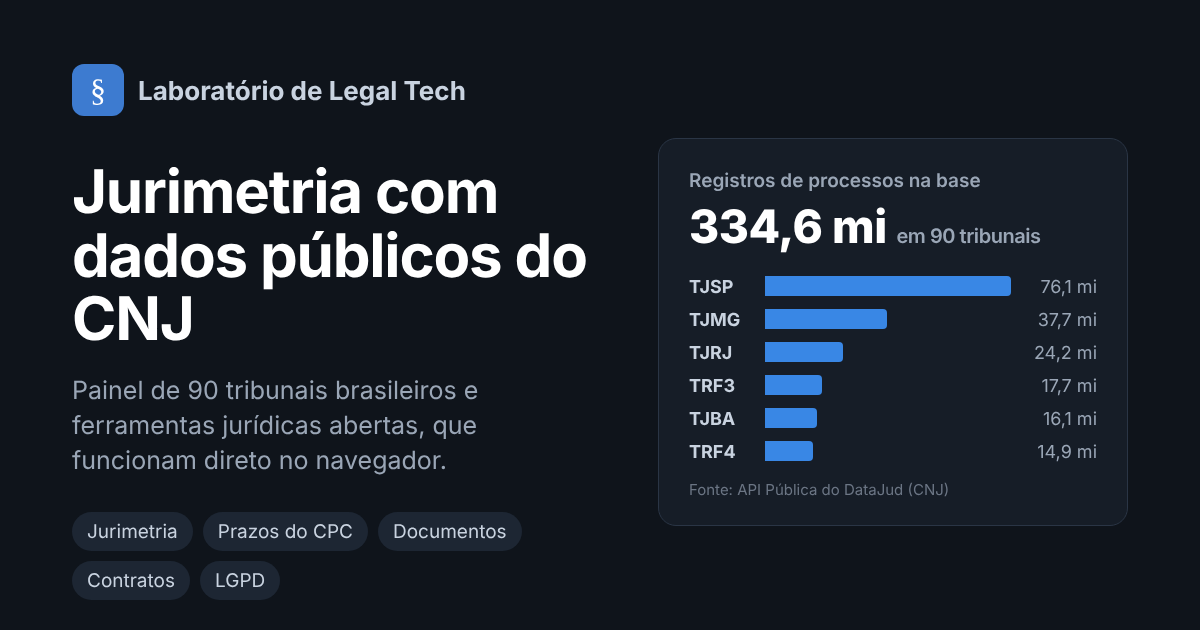 § Laboratório de Legal Tech
Jurimetria com
dados públicos do
CNJ
Painel de 90 tribunais brasileiros e
ferramentas jurídicas abertas, que
funcionam direto no navegador.
Jurimetria Prazos do CPC Documentos
Contratos LGPD
Registros de processos na base
334,6 mi em 90 tribunais
TJSP 76,1 mi
TJMG 37,7 mi
TJRJ 24,2 mi
TRF3 17,7 mi
TJBA 16,1 mi
TRF4 14,9 mi
Fonte: API Pública do DataJud (CNJ)